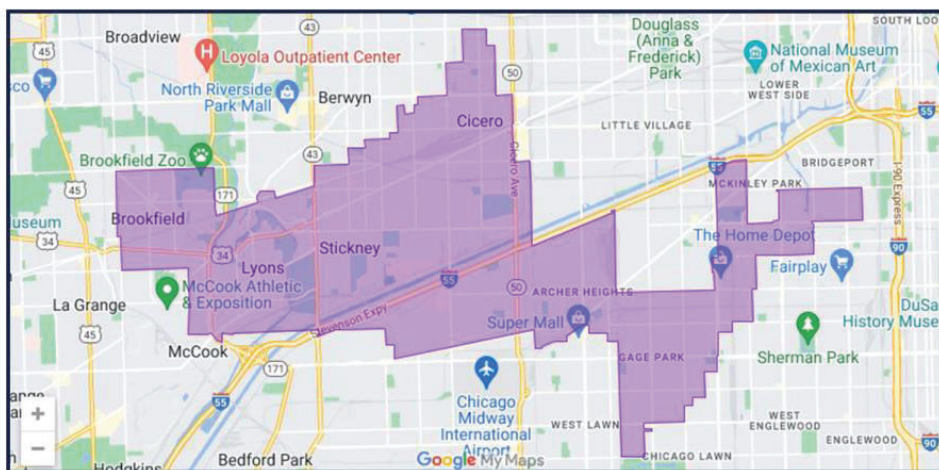 Broadview
Loyola Outpatient Center
North Riverside
Park Mall
Berwyn
Brookfield Zoo
Brookfield
Cicero
Cicero Ave
Stickney
Lyons
McCook Athletic
& Exposition
La Grange
McCook
Stevenson Expy
Hodgkins
Bedford Park
Douglass
(Anna &
Frederick)
Park
National Museum
of Mexican Art
SOUTH LOO
LOWER
WEST SIDE
LITTLE VILLAGE
BRIDGEPORT
MCKINLEY PARK
I-90 Express
The Home Depot
Fairplay
ARCHER HEIGHTS
Super Mall
GAGE PARK
DuSa
History Muse
Sherman Park
Chicago
Midway
International
Airport
WEST LAWN
CHICAGO LAWN
WEST
ENGLEWOOD
ENGLEWOOD
useum
sco
ange
45
45
45
43
43
50
50
171
171
34
34
55
55
55
55
90
90
H
+
−
Google My Maps